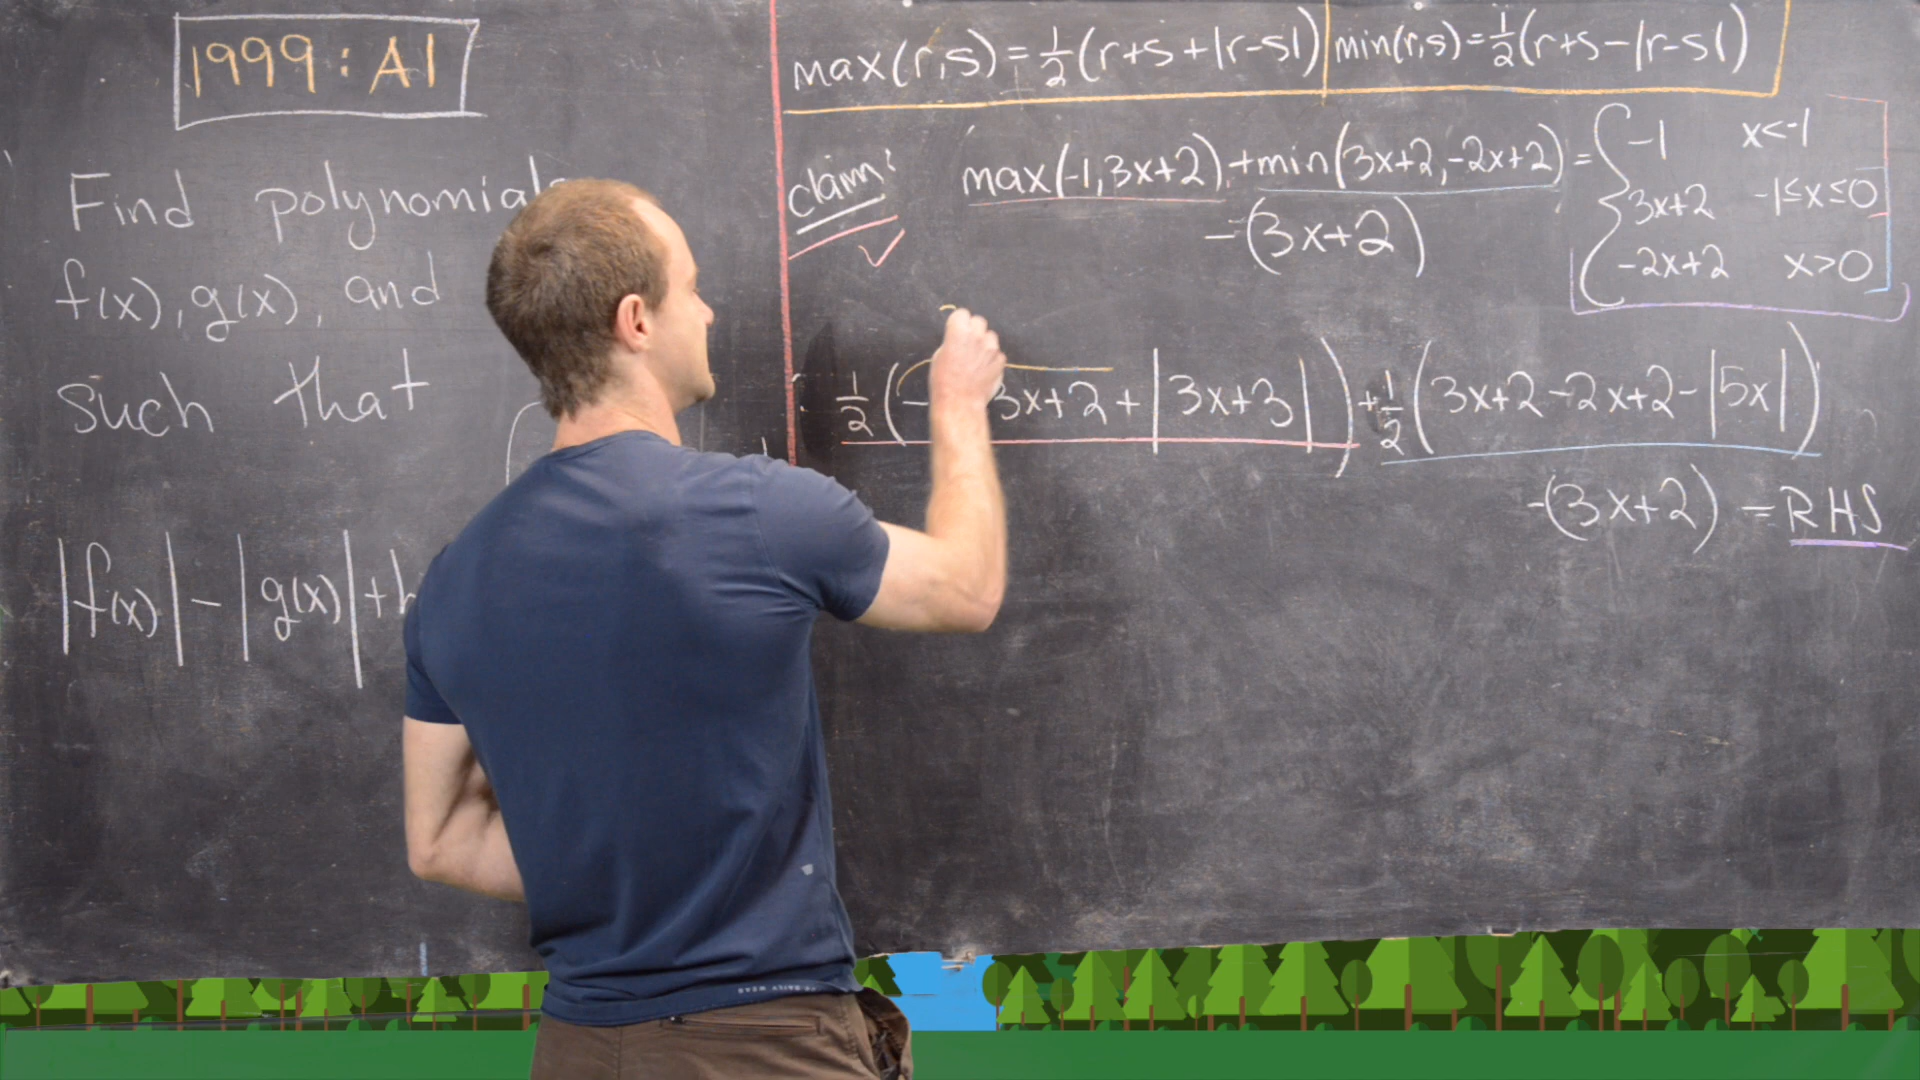 1999: A1
Find polynomials
f(x), g(x), and
such that
|f(x)| - |g(x)| +
max(r,s) = 1/2(r+s+|r-s|) min(r,s) = 1/2(r+s-|r-s|)
claim: max(-1,3x+2) + min(3x+2,-2x+2) - (3x+2) =
-1 x<-1
3x+2 -1≤x≤0
-2x+2 x>0
1/2(- 3x+2+|3x+3|) + 1/2(3x+2-2x+2-|5x|)
-(3x+2) = RHS